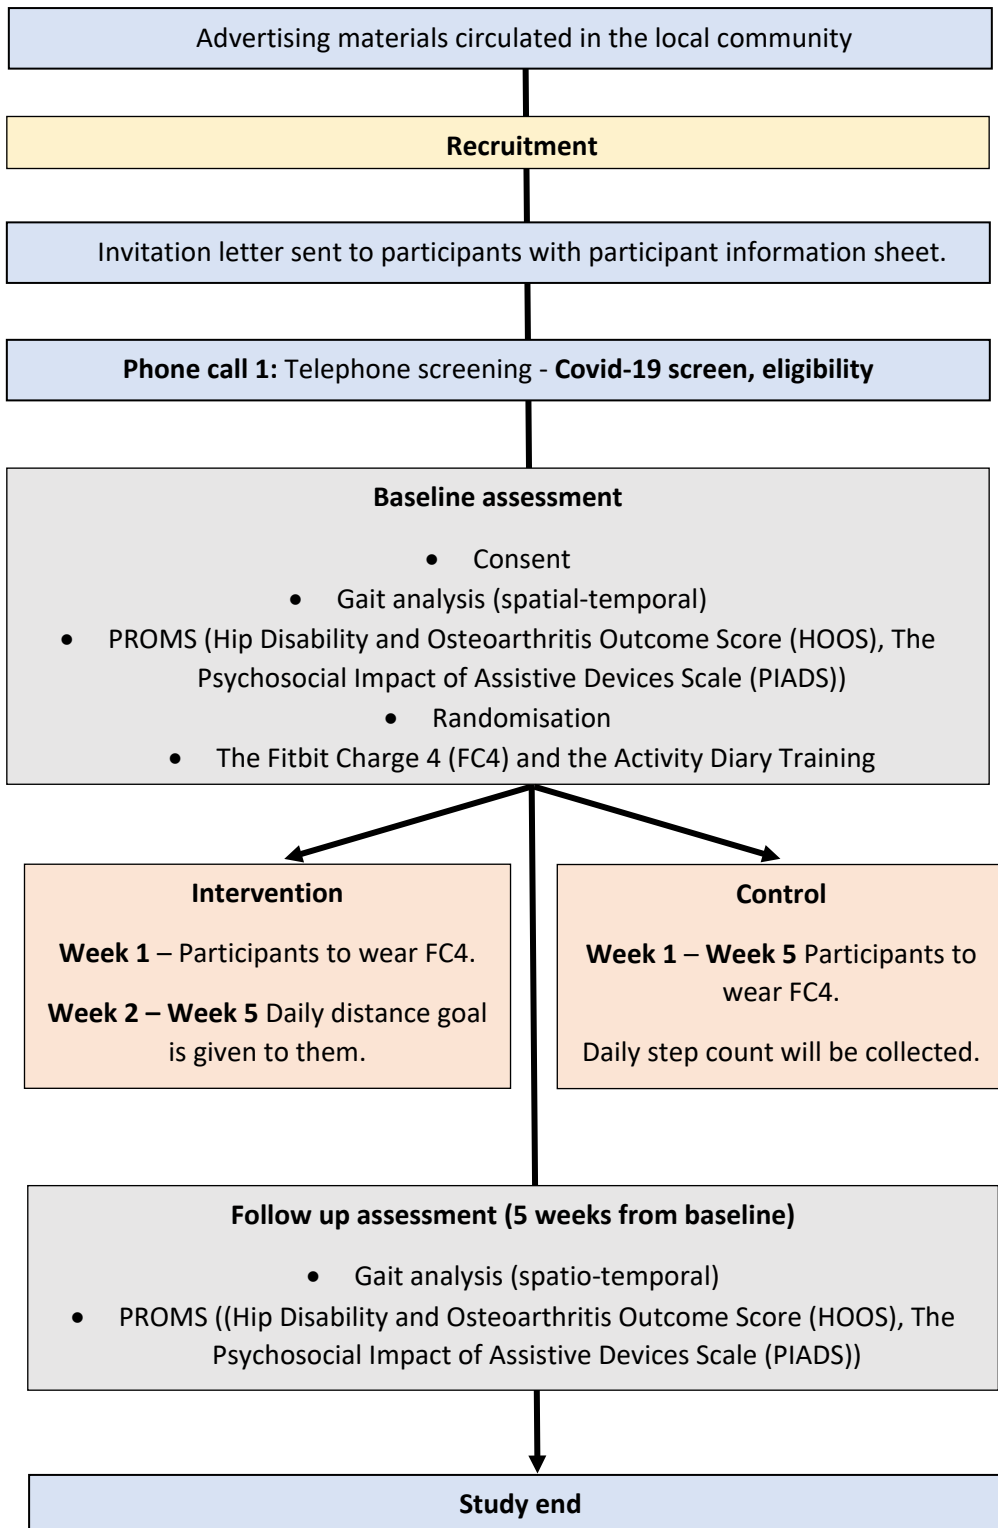 Advertising materials circulated in the local community
Recruitment
Invitation letter sent to participants with participant information sheet.
Phone call 1: Telephone screening - Covid-19 screen, eligibility
Baseline assessment
• Consent
• Gait analysis (spatial-temporal)
• PROMS (Hip Disability and Osteoarthritis Outcome Score (HOOS), The
Psychosocial Impact of Assistive Devices Scale (PIADS))
• Randomisation
• The Fitbit Charge 4 (FC4) and the Activity Diary Training
Intervention
Week 1 – Participants to wear FC4.
Week 2 – Week 5 Daily distance goal
is given to them.
Control
Week 1 – Week 5 Participants to
wear FC4.
Daily step count will be collected.
Follow up assessment (5 weeks from baseline)
• Gait analysis (spatio-temporal)
• PROMS ((Hip Disability and Osteoarthritis Outcome Score (HOOS), The
Psychosocial Impact of Assistive Devices Scale (PIADS))
Study end